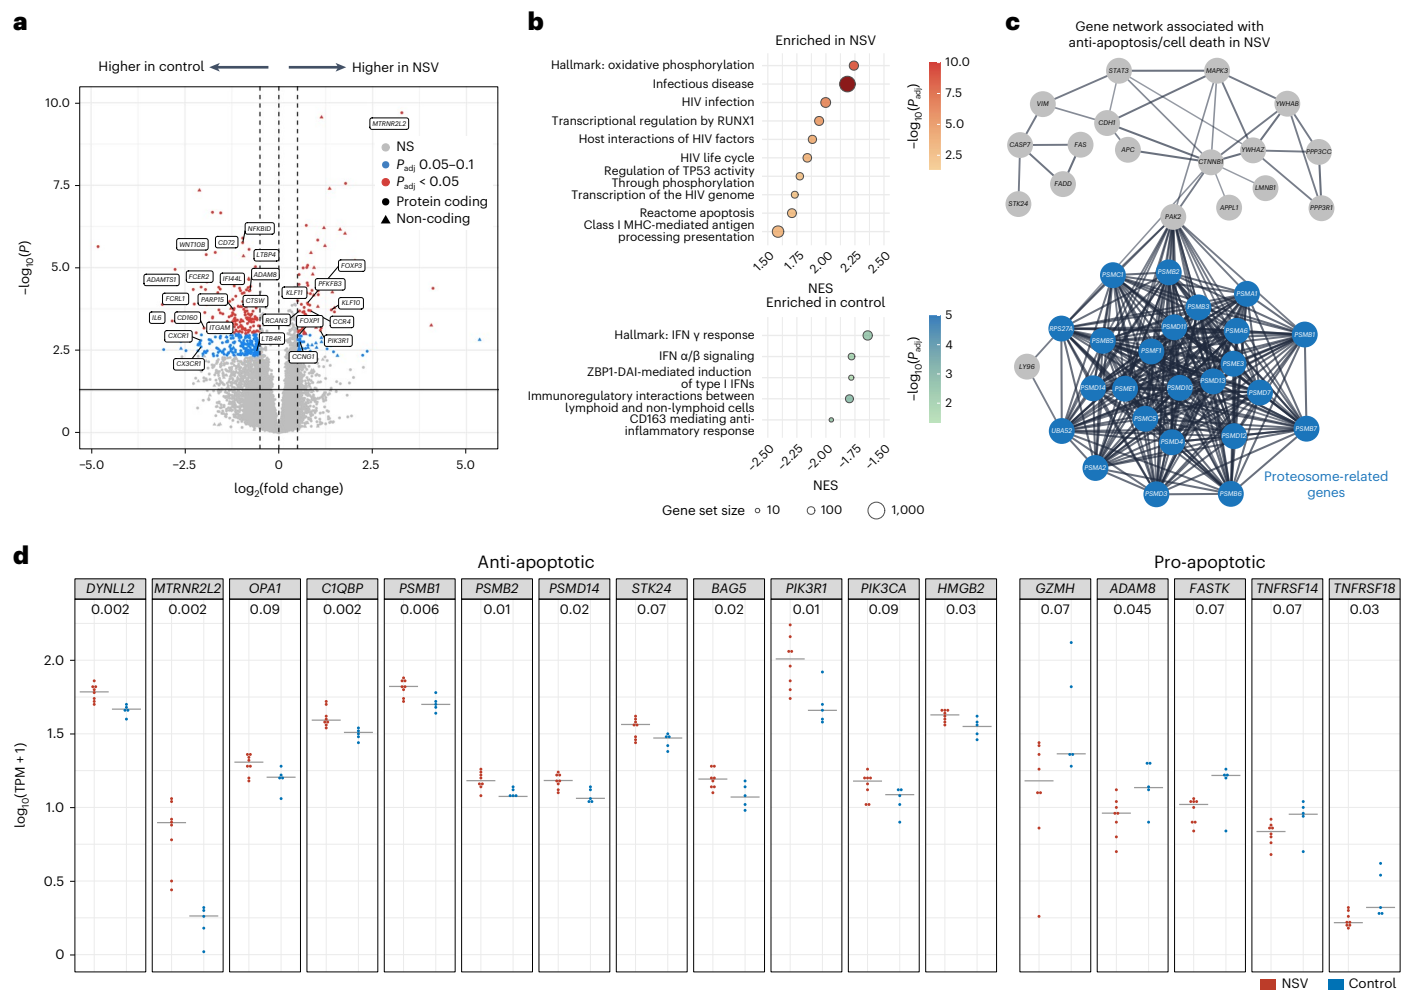 a
Higher in control
Higher in NSV
10.0
7.5
5.0
2.5
0
−log10(P)
−5.0
−2.5
0
2.5
5.0
log2(fold change)
MTRNR2L2
NS
Padj 0.05–0.1
Padj < 0.05
Protein coding
Non-coding
NFKBID
WNT10B
CD72
LTBP4
FOXP3
ADAMTS1
FCER2
IFI44L
ADAM8
PFKFB3
KLF11
FCRL1
PARP15
CTSW
KLF10
IL6
CD160
RCAN3
FOXP1
CCR4
ITGAM
CXCR1
LTB4R
PIK3R1
CX3CR1
CCNG1
b
Enriched in NSV
Hallmark: oxidative phosphorylation
Infectious disease
HIV infection
Transcriptional regulation by RUNX1
Host interactions of HIV factors
HIV life cycle
Regulation of TP53 activity
Through phosphorylation
Transcription of the HIV genome
Reactome apoptosis
Class I MHC-mediated antigen
processing presentation
1.50
1.75
2.00
2.25
2.50
NES
−log10(Padj)
10.0
7.5
5.0
2.5
Enriched in control
Hallmark: IFN γ response
IFN α/β signaling
ZBP1-DAI-mediated induction
of type I IFNs
Immunoregulatory interactions between
lymphoid and non-lymphoid cells
CD163 mediating anti-
inflammatory response
−2.50
−2.25
−2.00
−1.75
−1.50
NES
−log10(Padj)
5
4
3
2
Gene set size
10
100
1,000
c
Gene network associated with
anti-apoptosis/cell death in NSV
STAT3
MAPK3
VIM
YWHAB
CDH1
CASP7
FAS
APC
YWHAZ
PPP3CC
CTNNB1
FADD
LMNB1
STK24
APPL1
PPP3R1
PAK2
PSMC1
PSMB2
PSMA1
PSMB3
RPS27A
PSMD11
PSMA6
PSMB1
PSMB5
PSMF1
PSME3
LY96
PSMD14
PSME1
PSMD10
PSMD13
PSMD7
PSMC5
UBAS2
PSMD4
PSMD12
PSMB7
PSMA2
PSMD3
PSMB6
Proteosome-related
genes
d
Anti-apoptotic
Pro-apoptotic
DYNLL2
MTRNR2L2
OPA1
C1QBP
PSMB1
PSMB2
PSMD14
STK24
BAG5
PIK3R1
PIK3CA
HMGB2
GZMH
ADAM8
FASTK
TNFRSF14
TNFRSF18
0.002
0.002
0.09
0.002
0.006
0.01
0.02
0.07
0.02
0.01
0.09
0.03
0.07
0.045
0.07
0.07
0.03
log10(TPM + 1)
2.0
1.5
1.0
0.5
0
NSV
Control